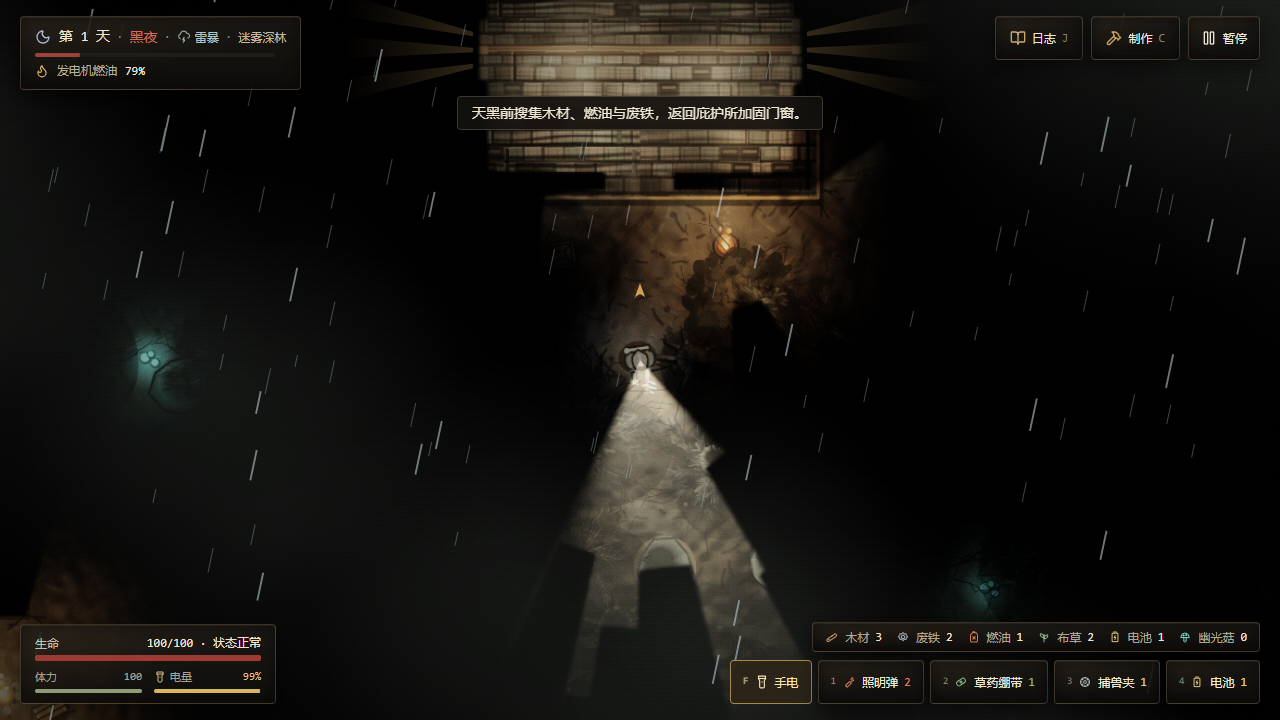 第 1 天 · 黑夜 · 雷暴 · 迷雾深林
发电机燃油 79%
日志 J
制作 C
暂停
天黑前搜集木材、燃油与废铁，返回庇护所加固门窗。
生命 100/100 · 状态正常
体力 100 电量 99%
木材 3 废铁 2 燃油 1 布草 2 电池 1 幽光菇 0
F 手电
1 照明弹 2
2 草药绷带 1
3 捕兽夹 1
4 电池 1